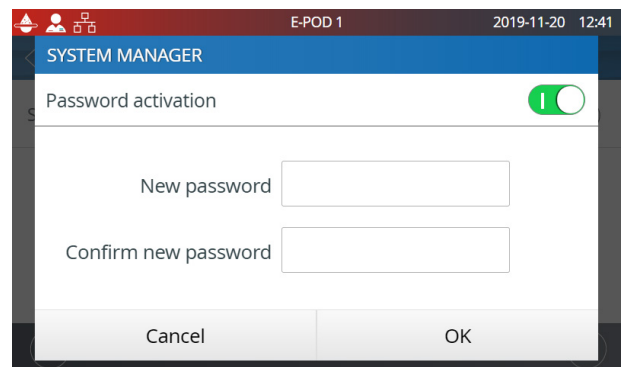 E-POD 1 2019-11-20 12:41
SYSTEM MANAGER
Password activation
New password
Confirm new password
Cancel OK